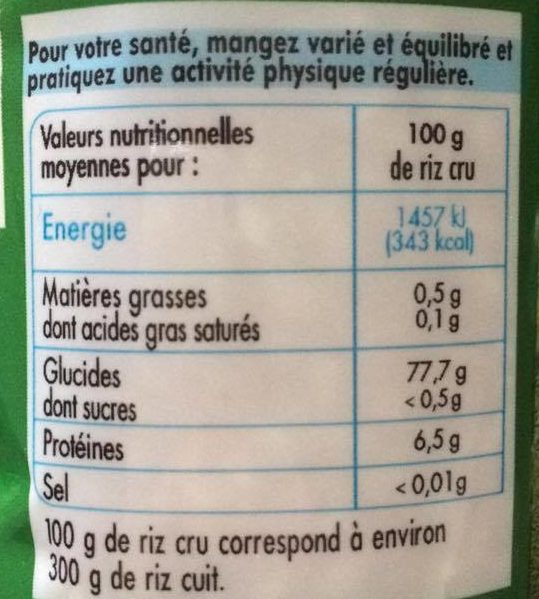 Pour votre santé, mangez varié et équilibré et
pratiquez une activité physique régulière.
Valeurs nutritionnelles
moyennes pour :
100 g
de riz cru
Energie
1457 kJ
(343 kcal)
Matières grasses
dont acides gras saturés
0,5 g
0,1 g
Glucides
dont sucres
77,7 g
< 0,5g
Protéines
6,5 g
Sel
< 0,01g
100 g de riz cru correspond à environ
300 g de riz cuit.